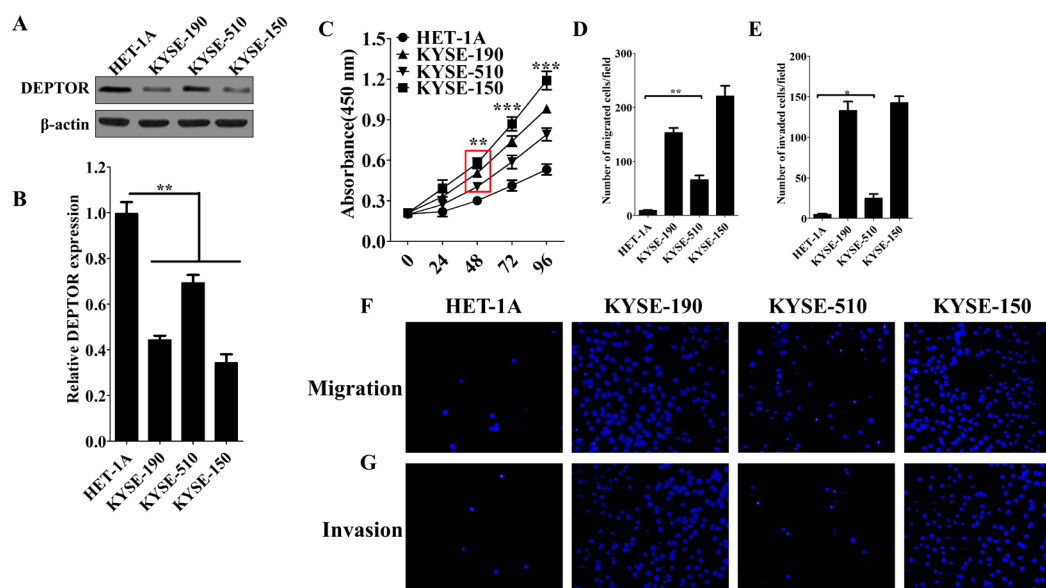 A
HET-1A
KYSE-190
KYSE-510
KYSE-150
DEPTOR
β-actin
B
Relative DEPTOR expression
1.2
1.0
0.8
0.6
0.4
0.2
0.0
**
HET-1A
KYSE-190
KYSE-510
KYSE-150
C
Absorbance(450 nm)
1.5
1.2
0.9
0.6
0.3
0.0
HET-1A
KYSE-190
KYSE-510
KYSE-150
**
***
***
0
24
48
72
96
D
Number of migrated cells/field
300
200
100
0
**
HET-1A
KYSE-190
KYSE-510
KYSE-150
E
Number of invaded cells/field
200
150
100
50
0
*
HET-1A
KYSE-190
KYSE-510
KYSE-150
F
HET-1A
KYSE-190
KYSE-510
KYSE-150
Migration
G
Invasion